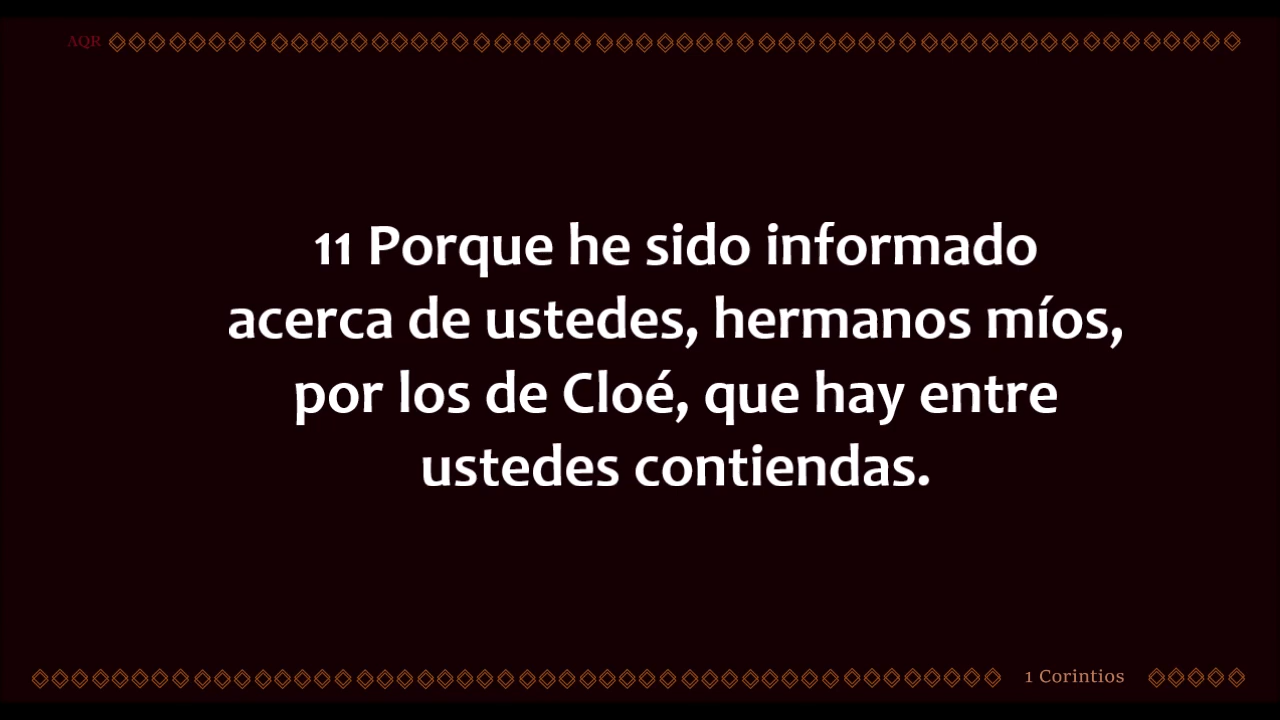 AQR
11 Porque he sido informado
acerca de ustedes, hermanos míos,
por los de Cloé, que hay entre
ustedes contiendas.
1 Corintios